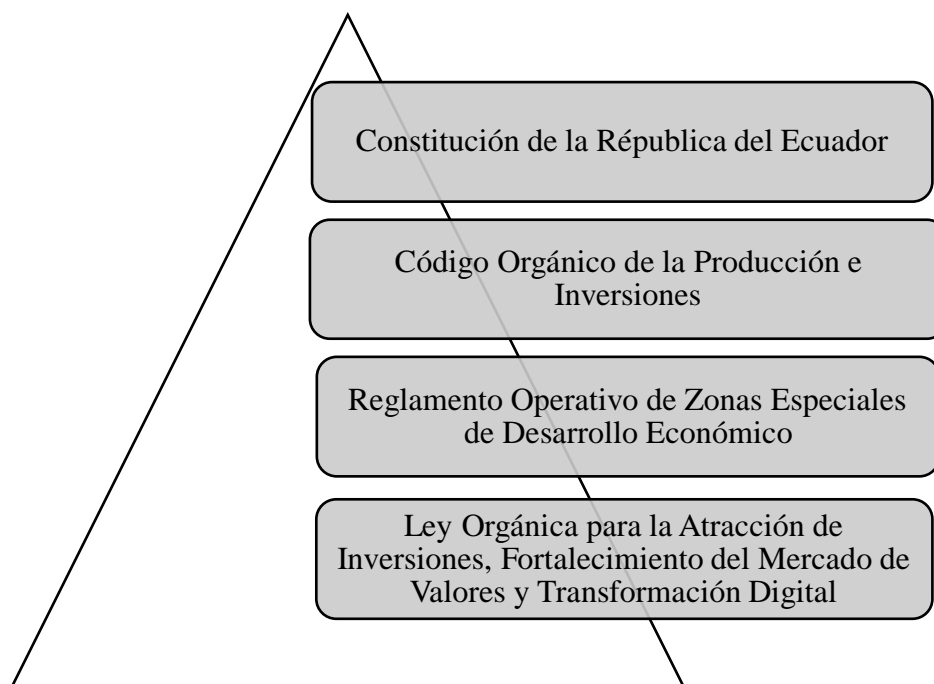 Constitución de la Républica del Ecuador
Código Orgánico de la Producción e
Inversiones
Reglamento Operativo de Zonas Especiales
de Desarrollo Económico
Ley Orgánica para la Atracción de
Inversiones, Fortalecimiento del Mercado de
Valores y Transformación Digital